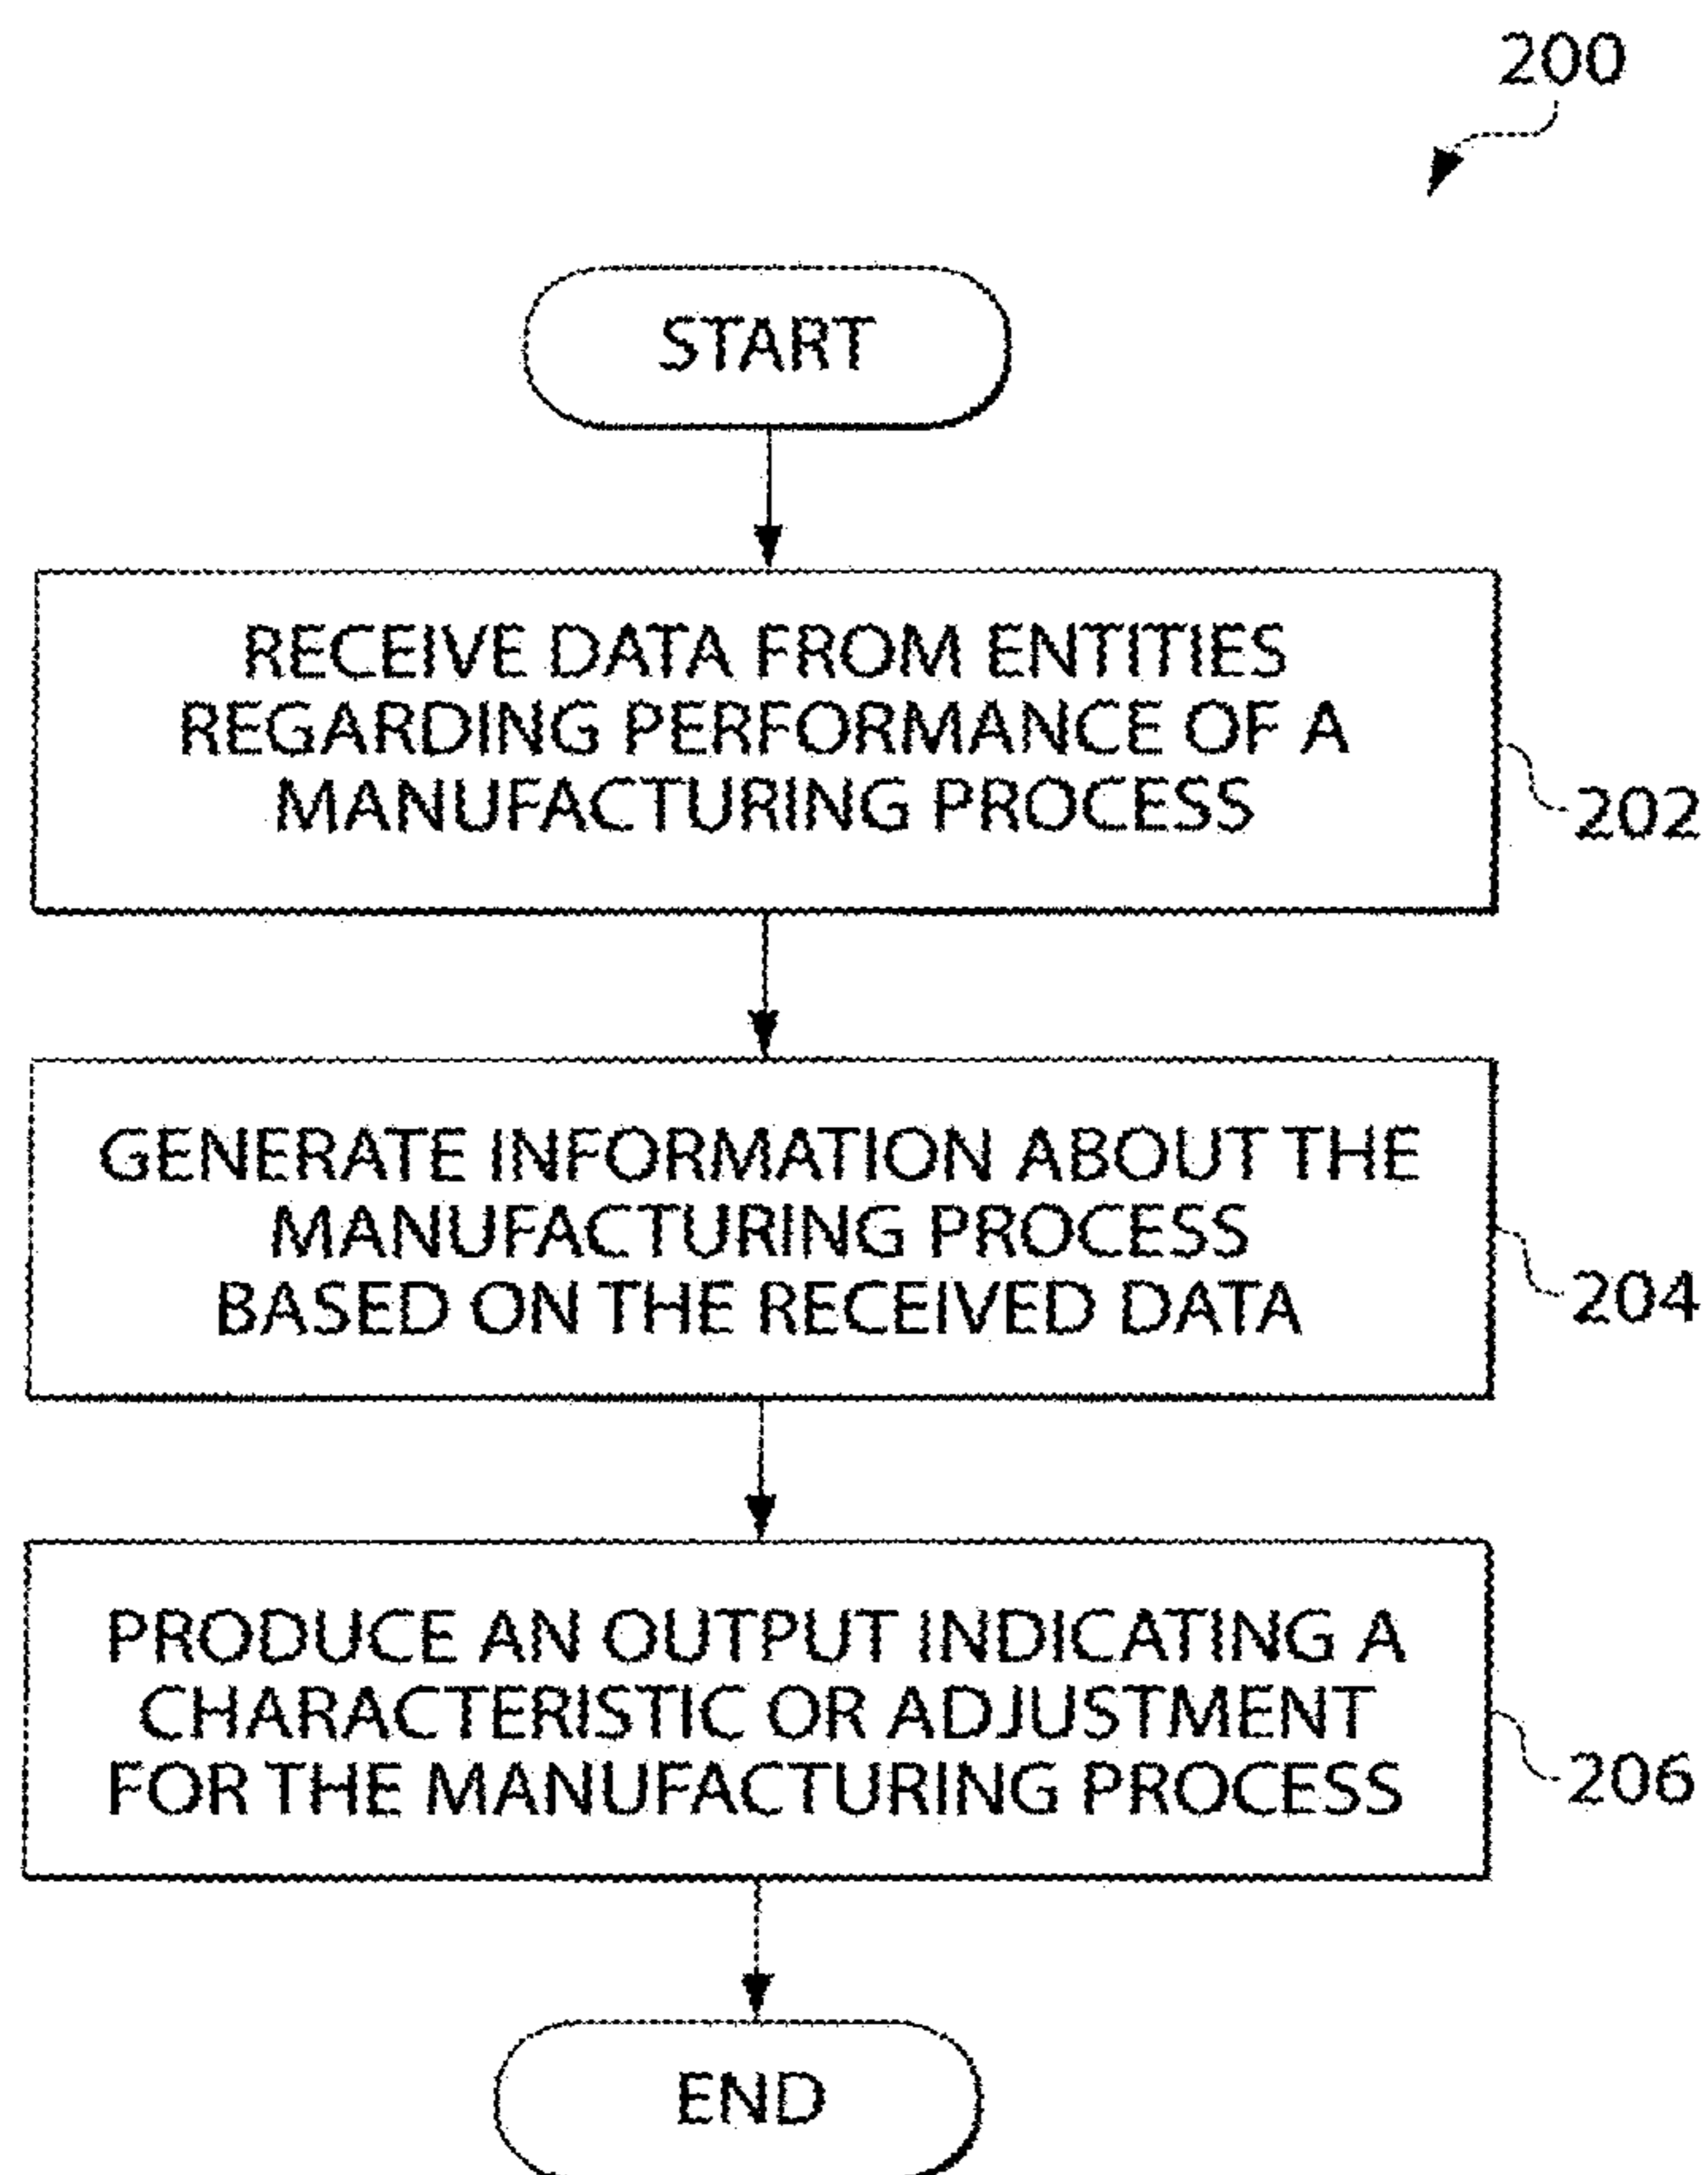 200
START
RECEIVE DATA FROM ENTITIES
REGARDING PERFORMANCE OF A
MANUFACTURING PROCESS
202
GENERATE INFORMATION ABOUT THE
MANUFACTURING PROCESS
BASED ON THE RECEIVED DATA
204
PRODUCE AN OUTPUT INDICATING A
CHARACTERISTIC OR ADJUSTMENT
FOR THE MANUFACTURING PROCESS
206
END